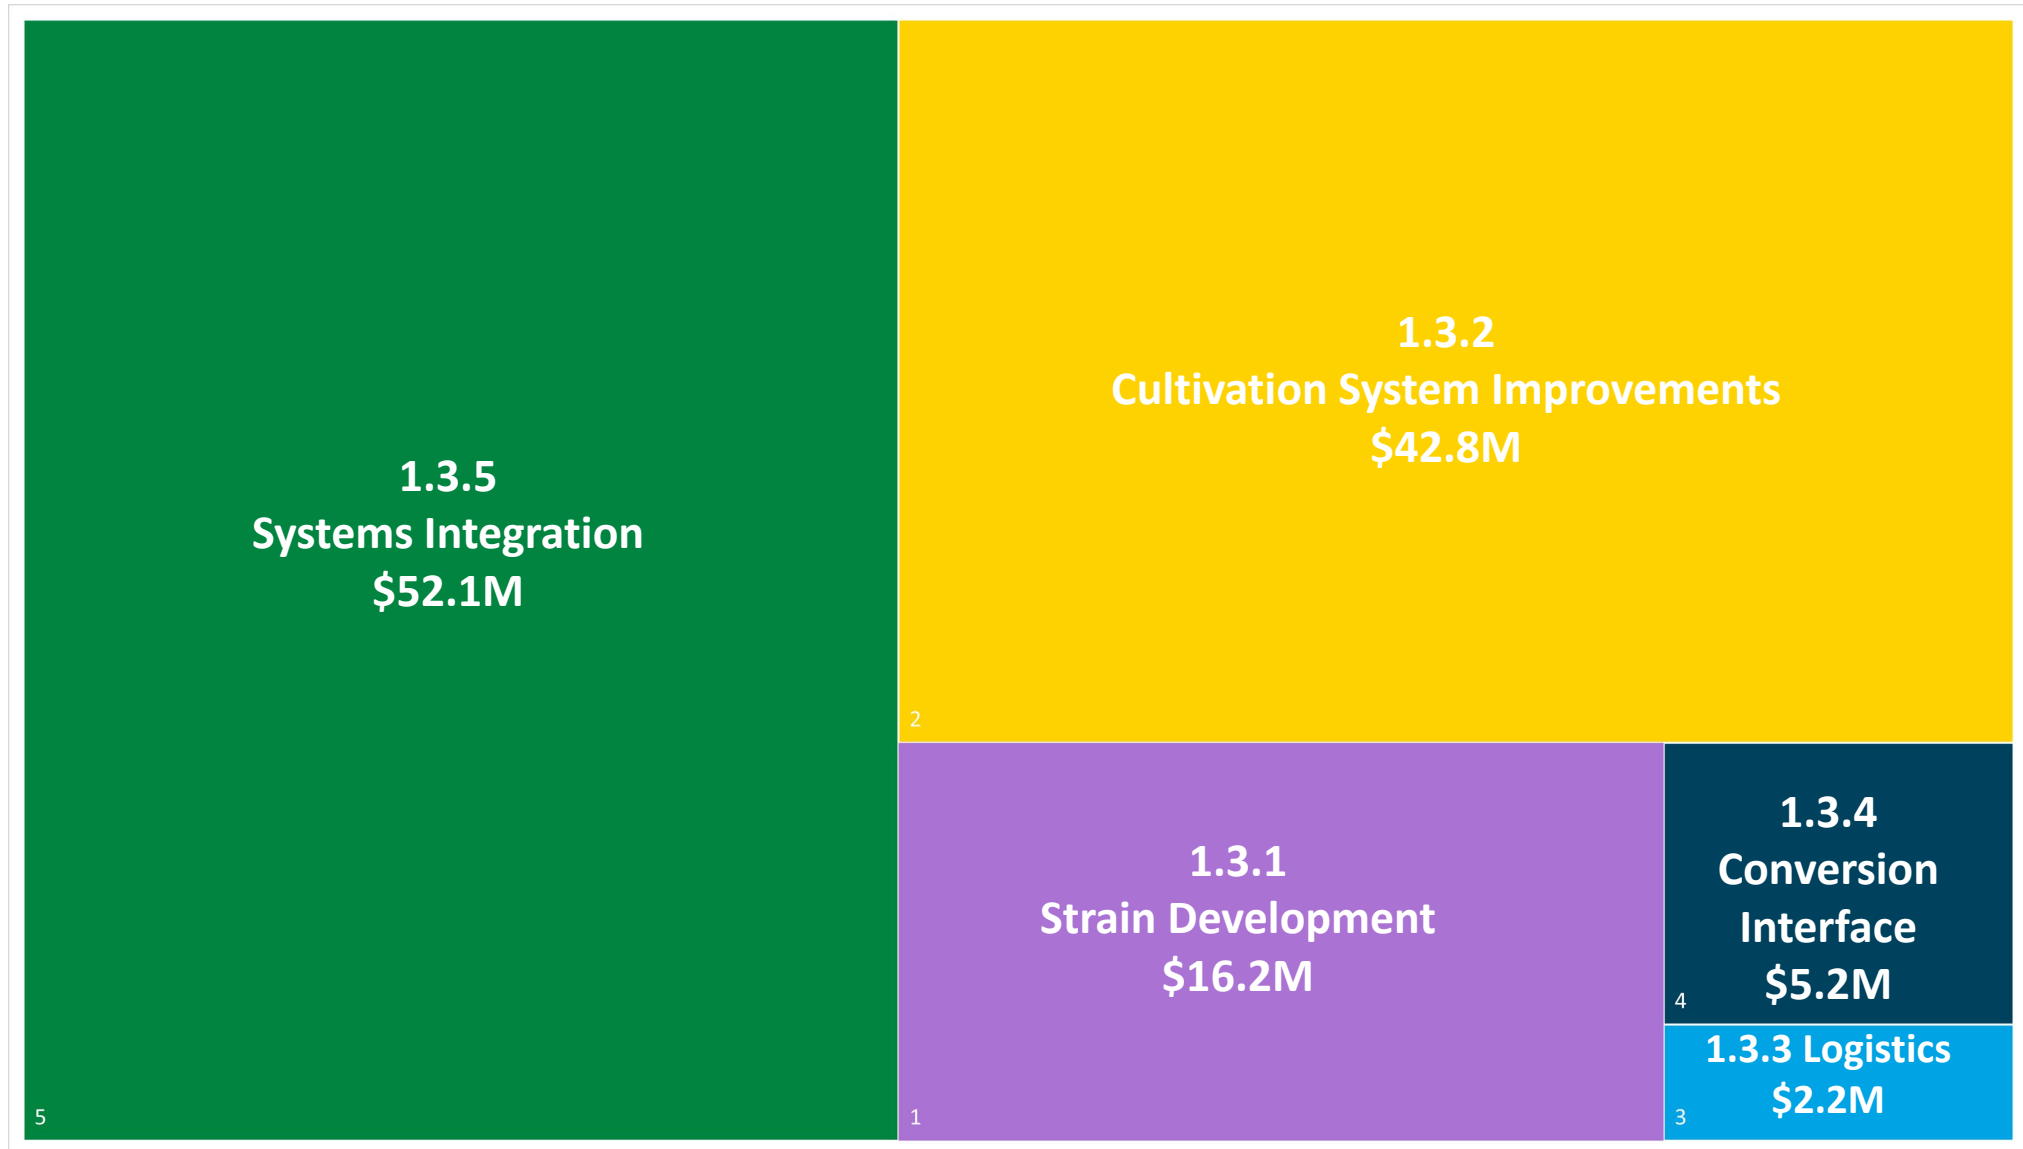 1.3.5
Systems Integration
$52.1M
5
1.3.2
Cultivation System Improvements
$42.8M
2
1.3.1
Strain Development
$16.2M
1
1.3.4
Conversion
Interface
$5.2M
4
1.3.3 Logistics
$2.2M
3